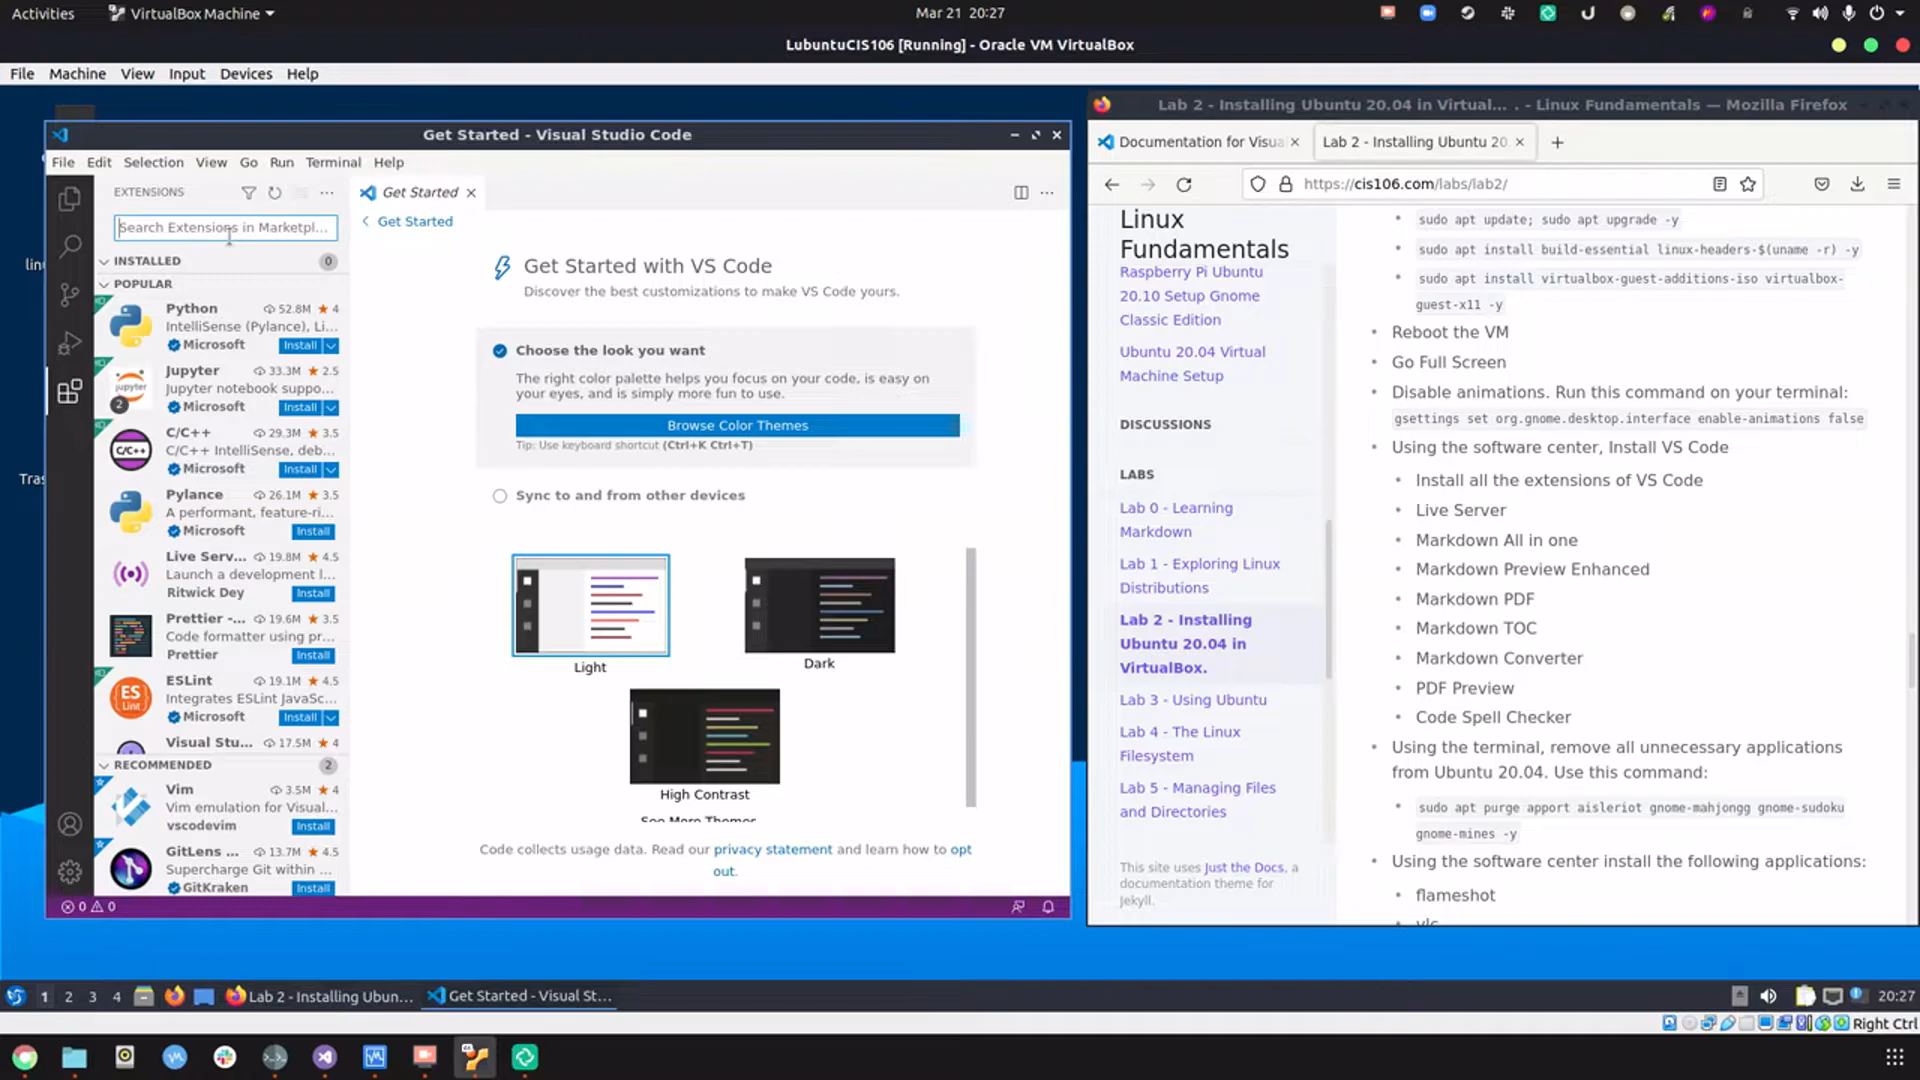 Activities
VirtualBox Machine
Mar 21 20:27
LubuntuCIS106 [Running] - Oracle VM VirtualBox
File Machine View Input Devices Help
Get Started - Visual Studio Code
File Edit Selection View Go Run Terminal Help
EXTENSIONS
Search Extensions in Marketpl...
INSTALLED 0
POPULAR
Python 52.8M 4
IntelliSense (Pylance), Li...
Microsoft Install
Jupyter 33.3M 2.5
Jupyter notebook suppo...
2 Microsoft Install
C/C++ 29.3M 3.5
C/C++ IntelliSense, deb...
Microsoft Install
Pylance 26.1M 3.5
A performant, feature-ri...
Microsoft Install
Live Serv... 19.8M 4.5
Launch a development l...
Ritwick Dey Install
Prettier -... 19.6M 3.5
Code formatter using pr...
Prettier Install
ESLint 19.1M 4.5
Integrates ESLint JavaSc...
Microsoft Install
Visual Stu... 17.5M 4
RECOMMENDED 2
Vim 3.5M 4
Vim emulation for Visual...
vscodevim Install
GitLens ... 13.7M 4.5
Supercharge Git within ...
GitKraken Install
0 0
Get Started
Get Started
Get Started with VS Code
Discover the best customizations to make VS Code yours.
Choose the look you want
The right color palette helps you focus on your code, is easy on
your eyes, and is simply more fun to use.
Browse Color Themes
Tip: Use keyboard shortcut (Ctrl+K Ctrl+T)
Sync to and from other devices
Light
Dark
High Contrast
See More Themes
Code collects usage data. Read our privacy statement and learn how to opt
out.
Lab 2 - Installing Ubuntu 20.04 in Virtual... . - Linux Fundamentals — Mozilla Firefox
Documentation for Visua
Lab 2 - Installing Ubuntu 20
https://cis106.com/labs/lab2/
Linux
Fundamentals
Raspberry Pi Ubuntu
20.10 Setup Gnome
Classic Edition
Ubuntu 20.04 Virtual
Machine Setup
DISCUSSIONS
LABS
Lab 0 - Learning
Markdown
Lab 1 - Exploring Linux
Distributions
Lab 2 - Installing
Ubuntu 20.04 in
VirtualBox.
Lab 3 - Using Ubuntu
Lab 4 - The Linux
Filesystem
Lab 5 - Managing Files
and Directories
This site uses Just the Docs, a
documentation theme for
Jekyll.
sudo apt update; sudo apt upgrade -y
sudo apt install build-essential linux-headers-$(uname -r) -y
sudo apt install virtualbox-guest-additions-iso virtualbox-
guest-x11 -y
Reboot the VM
Go Full Screen
Disable animations. Run this command on your terminal:
gsettings set org.gnome.desktop.interface enable-animations false
Using the software center, Install VS Code
Install all the extensions of VS Code
Live Server
Markdown All in one
Markdown Preview Enhanced
Markdown PDF
Markdown TOC
Markdown Converter
PDF Preview
Code Spell Checker
Using the terminal, remove all unnecessary applications
from Ubuntu 20.04. Use this command:
sudo apt purge apport aisleriot gnome-mahjongg gnome-sudoku
gnome-mines -y
Using the software center install the following applications:
flameshot
vlc
1 2 3 4
Lab 2 - Installing Ubun...
Get Started - Visual St...
20:27
Right Ctrl